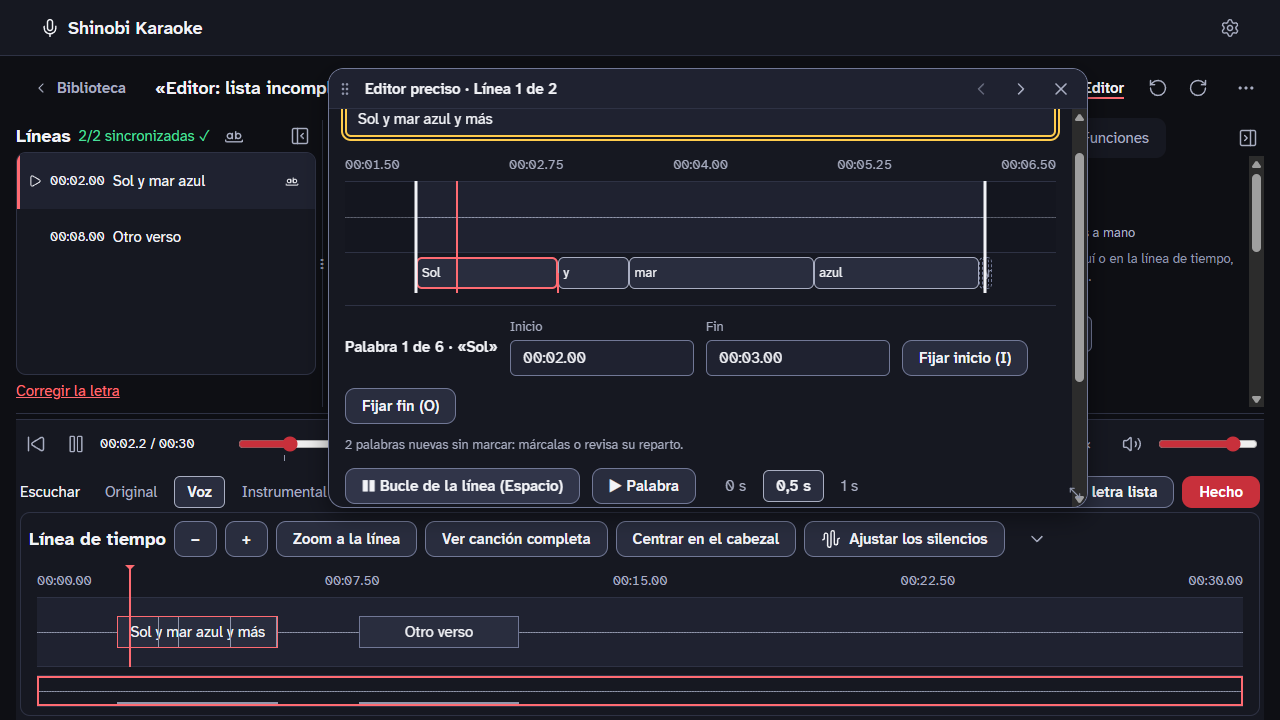 Shinobi Karaoke
Biblioteca
«Editor: lista incomp
Editor
Editor preciso · Línea 1 de 2
Líneas 2/2 sincronizadas ✓ ab
00:02.00 Sol y mar azul ab
00:08.00 Otro verso
Corregir la letra
Sol y mar azul y más
00:01.50 00:02.75 00:04.00 00:05.25 00:06.50
Sol y mar azul
Palabra 1 de 6 · «Sol»
Inicio
00:02.00
Fin
00:03.00
Fijar inicio (I)
Fijar fin (O)
2 palabras nuevas sin marcar: márcalas o revisa su reparto.
Bucle de la línea (Espacio) Palabra 0 s 0,5 s 1 s
Funciones
a mano
o en la línea de tiempo,
00:02.2 / 00:30
Escuchar Original Voz Instrumental
letra lista Hecho
Línea de tiempo − + Zoom a la línea Ver canción completa Centrar en el cabezal Ajustar los silencios
00:00.00 00:07.50 00:15.00 00:22.50 00:30.00
Sol y mar azul y más Otro verso